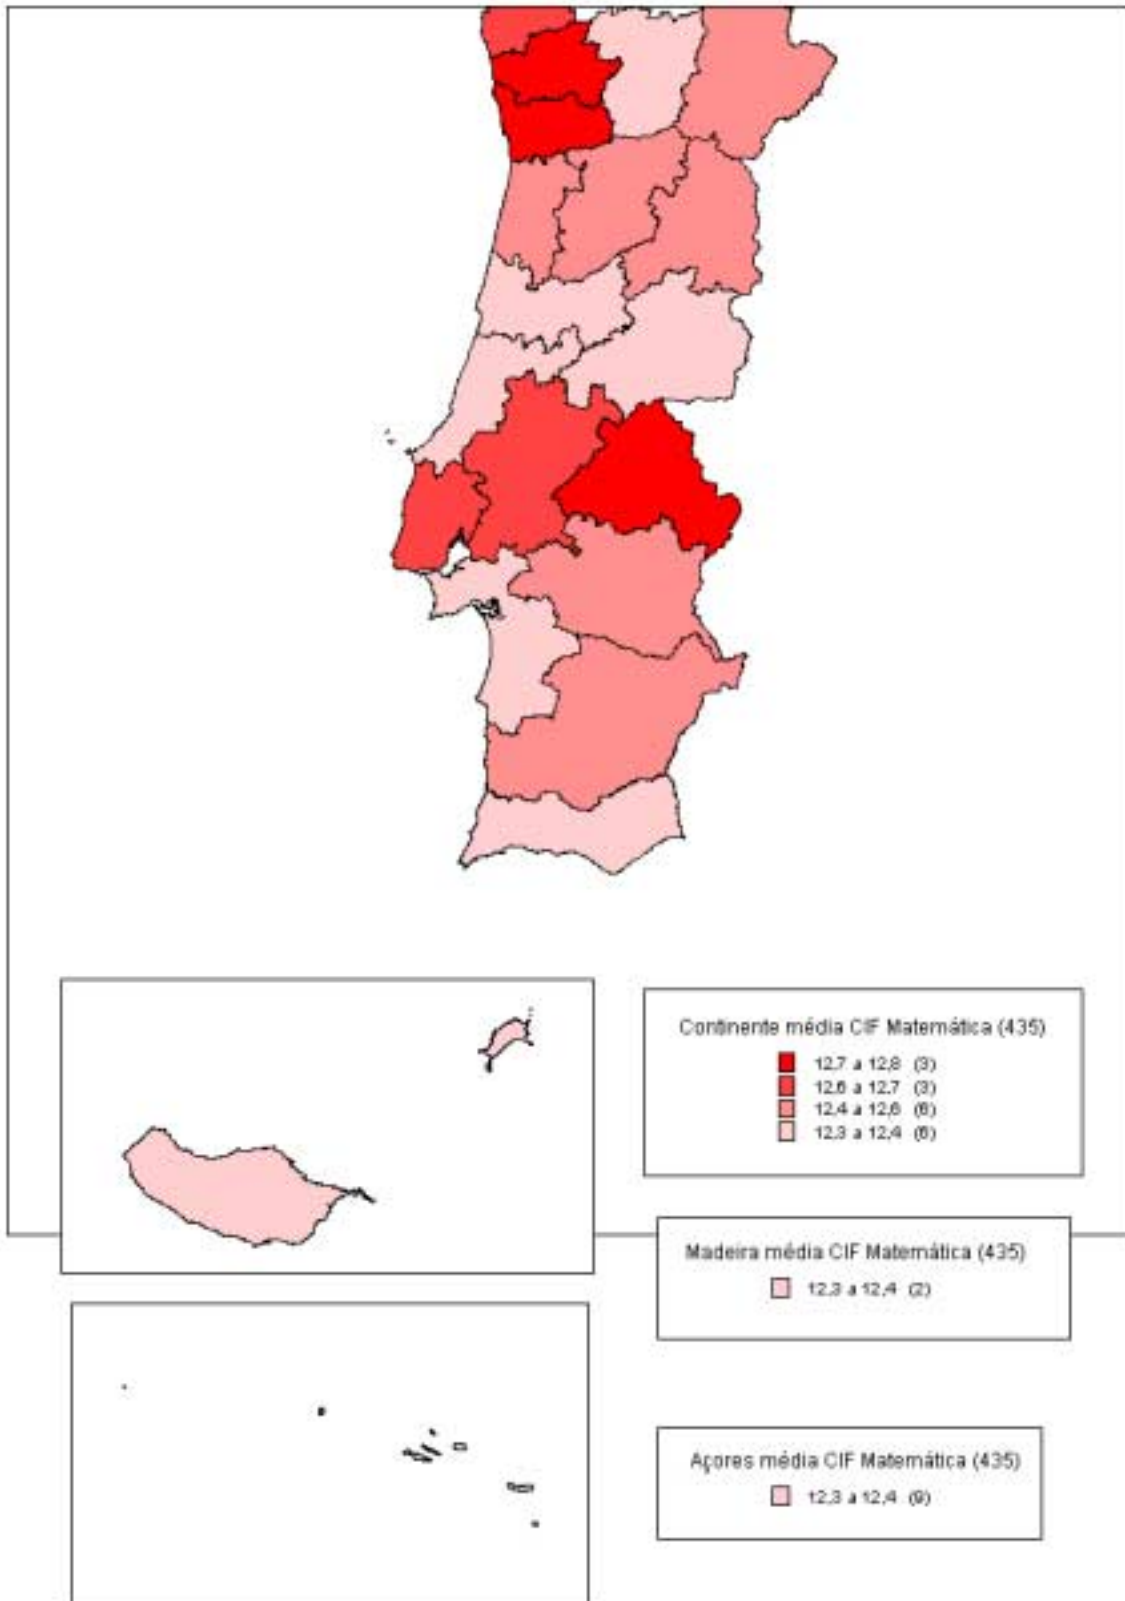 Continente média CIF Matemática (435)
12,7 a 12,8 (3)
12,6 a 12,7 (3)
12,4 a 12,6 (6)
12,3 a 12,4 (6)
Madeira média CIF Matemática (435)
12,3 a 12,4 (2)
Açores média CIF Matemática (435)
12,3 a 12,4 (9)